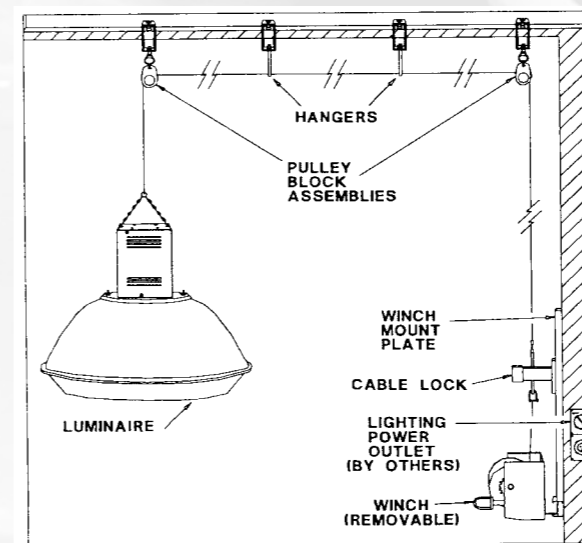 HANGERS
PULLEY
BLOCK
ASSEMBLIES
WINCH
MOUNT
PLATE
CABLE LOCK
LIGHTING
POWER
OUTLET
(BY OTHERS)
LUMINAIRE
WINCH
(REMOVABLE)